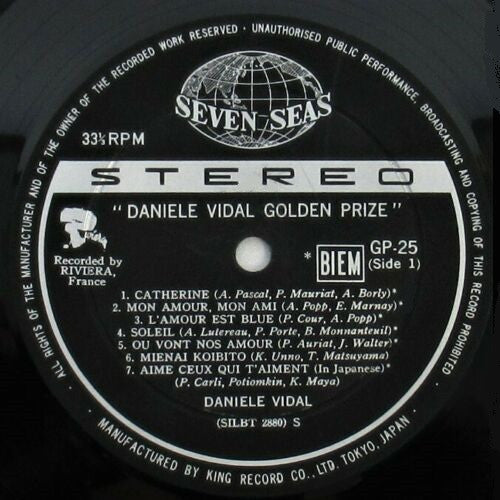 ALL RIGHTS OF THE MANUFACTURER AND OF THE OWNER OF THE RECORDED WORK RESERVED - UNAUTHORISED PUBLIC PERFORMANCE, BROADCASTING AND COPYING OF THIS RECORD PROHIBITED
SEVEN SEAS
33⅓RPM
STEREO
"DANIELE VIDAL GOLDEN PRIZE"
riviera
Recorded by
RIVIERA,
France
* BIEM
GP-25
(Side 1)
1. CATHERINE (A. Pascal, P. Mauriat, A. Borly)*
2. MON AMOUR, MON AMI (A. Popp, E. Marnay)*
3. L'AMOUR EST BLUE (P. Cour, A. Popp)*
4. SOLEIL (A. Lutereau, P. Porte, B. Monnanteuil)*
5. OU VONT NOS AMOUR (P. Auriat, J. Walter)*
6. MIENAI KOIBITO (K. Unno, T. Matsuyama)
7. AIME CEUX QUI T'AIMENT (In Japanese)*
(P. Carli, Potiomkin, K. Maya)
DANIELE VIDAL
(SILBT 2880) S
MANUFACTURED BY KING RECORD CO., LTD. TOKYO, JAPAN